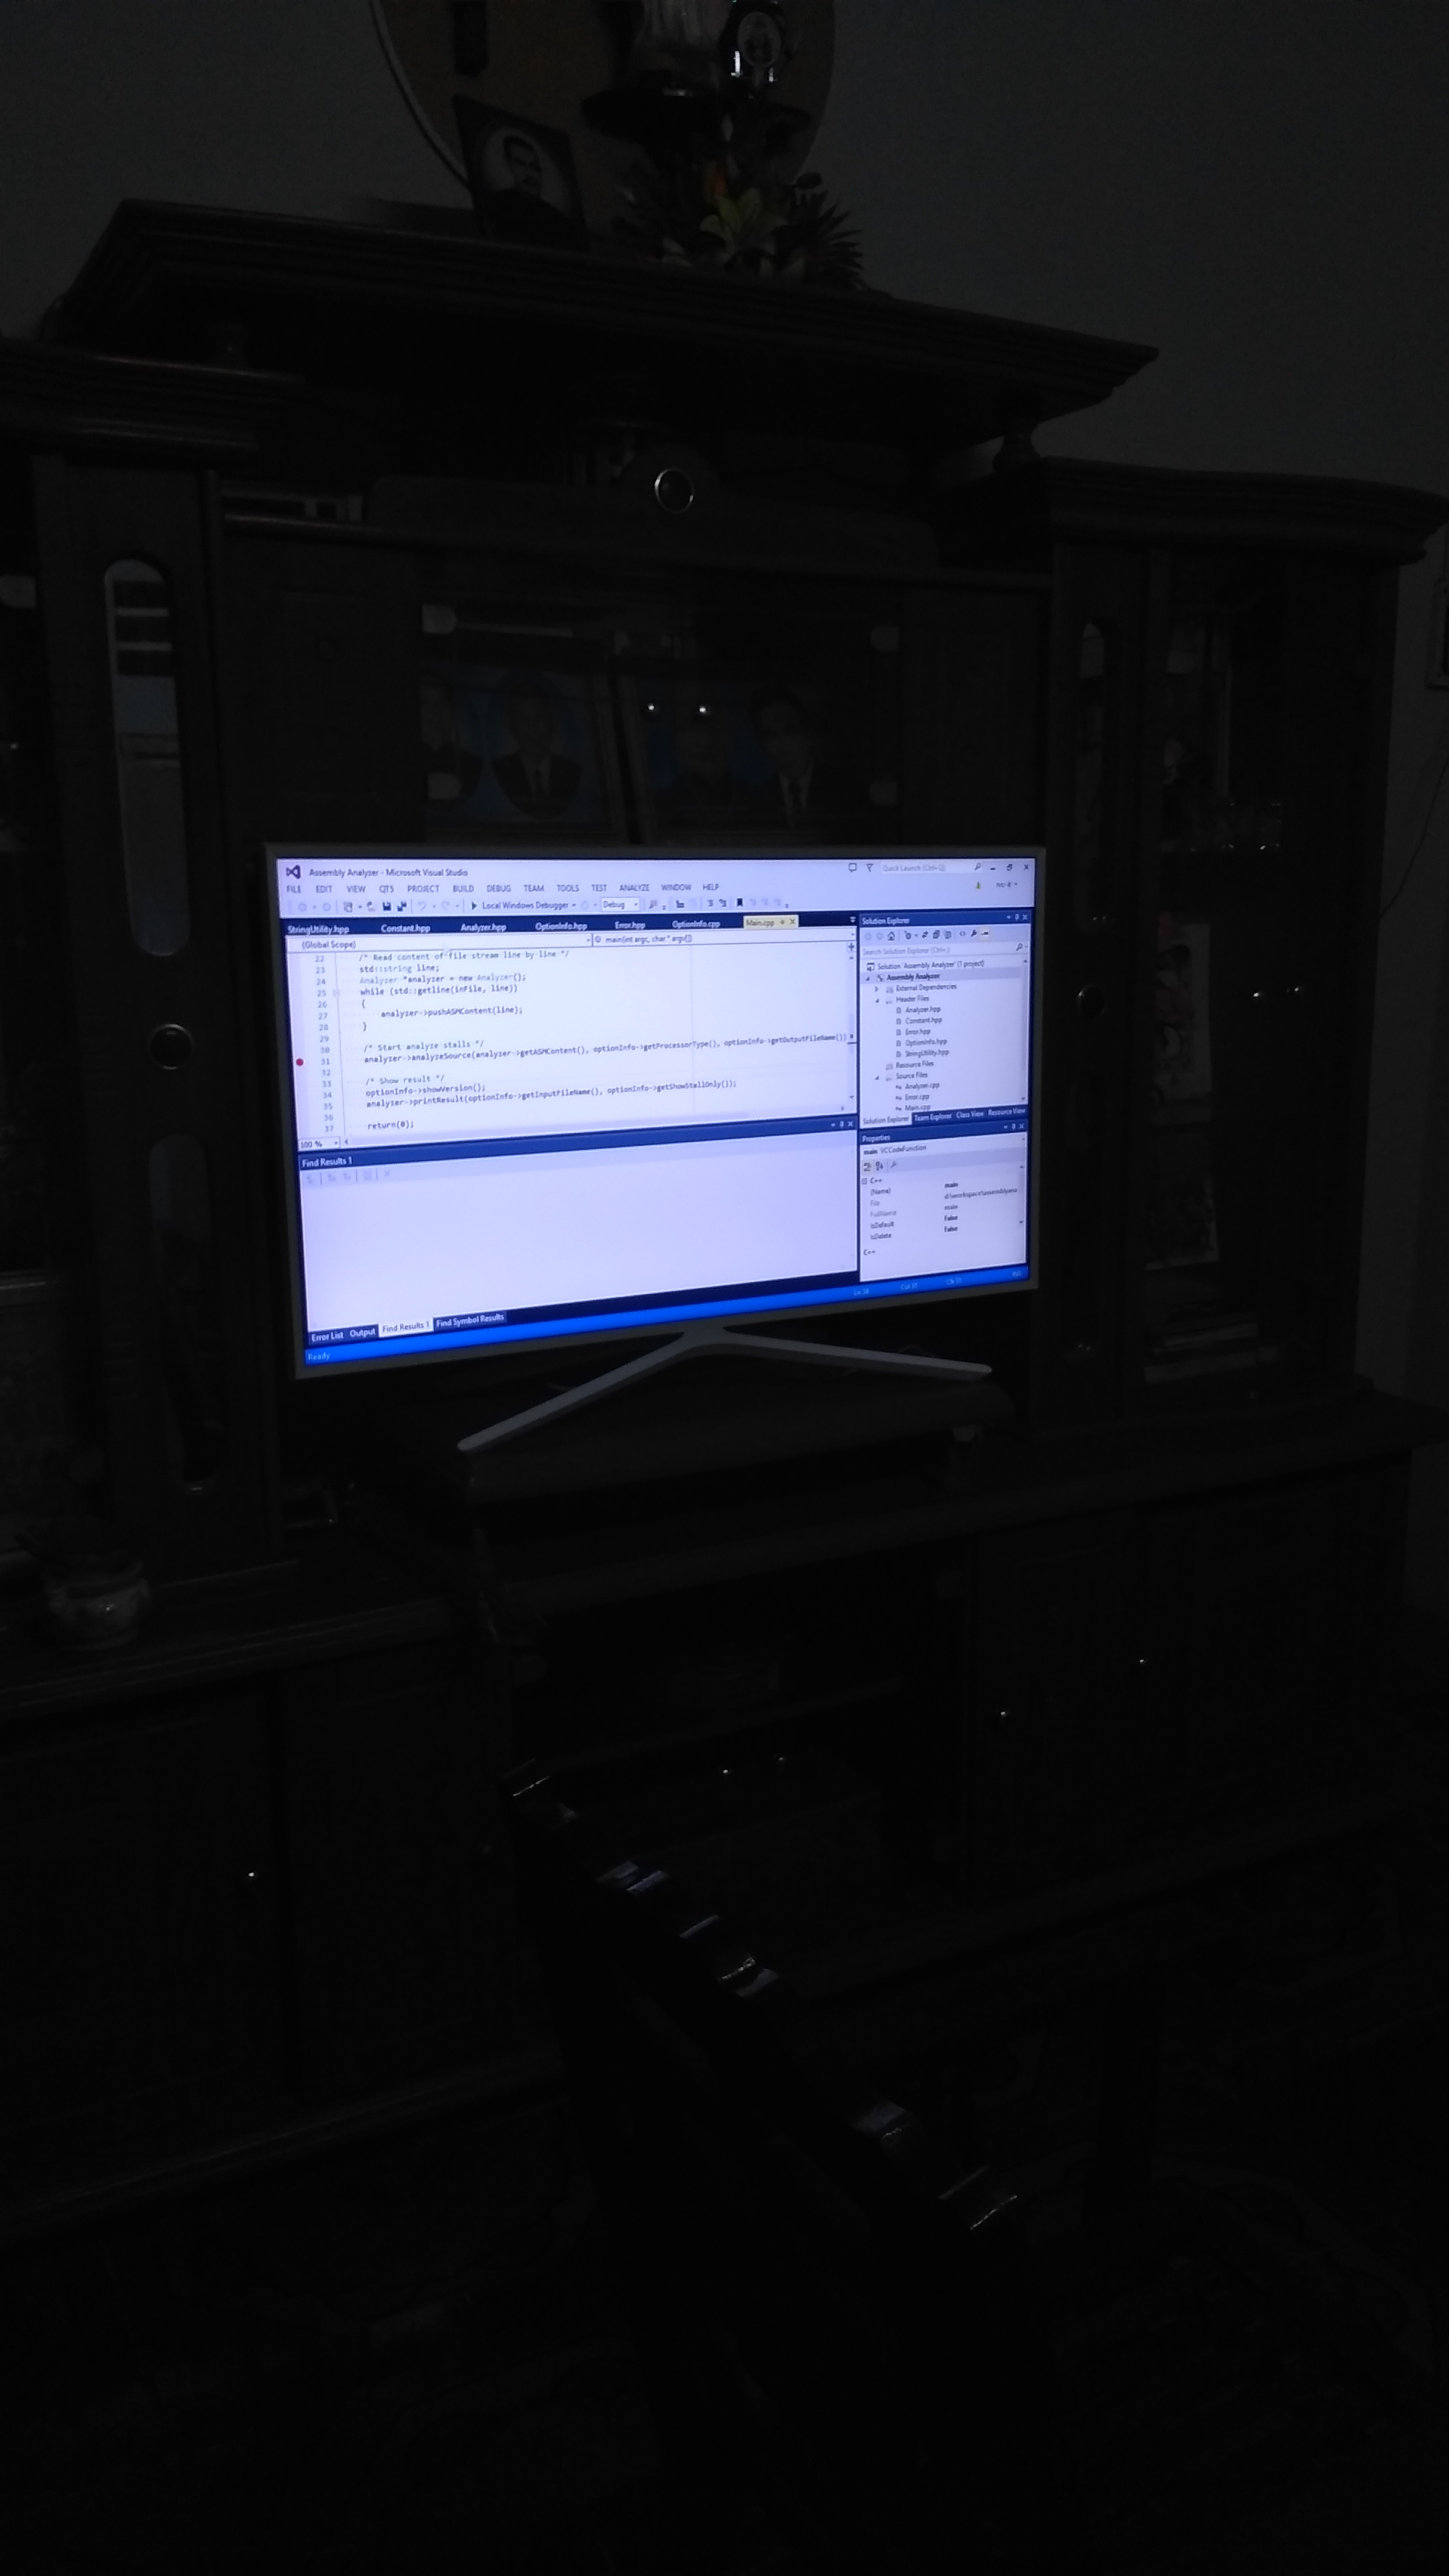 Assembly Analyzer - Microsoft Visual Studio
Quick Launch (Ctrl+Q)
FILE EDIT VIEW QT5 PROJECT BUILD DEBUG TEAM TOOLS TEST ANALYZE WINDOW HELP
Local Windows Debugger Debug
StringUtility.hpp Constant.hpp Analyzer.hpp OptionInfo.hpp Error.hpp OptionInfo.cpp Main.cpp
(Global Scope) main(int argc, char * argv[])
22 /* Read content of file stream line by line */
23 std::string line;
24 Analyzer *analyzer = new Analyzer();
25 while (std::getline(inFile, line))
26 {
27 analyzer->pushASMContent(line);
28 }
29
30 /* Start analyze stalls */
31 analyzer->analyzeSource(analyzer->getASMContent(), optionInfo->getProcessorType(), optionInfo->getOutputFileName())
32
33 /* Show result */
34 optionInfo->showVersion();
35 analyzer->printResult(optionInfo->getInputFileName(), optionInfo->getShowStallOnly());
36
37 return(0);
100 %
Find Results 1
Error List Output Find Results 1 Find Symbol Results
Ready
Solution Explorer
Search Solution Explorer (Ctrl+;)
Solution 'Assembly Analyzer' (1 project)
Assembly Analyzer
External Dependencies
Header Files
Analyzer.hpp
Constant.hpp
Error.hpp
OptionInfo.hpp
StringUtility.hpp
Resource Files
Source Files
Analyzer.cpp
Error.cpp
Main.cpp
Solution Explorer Team Explorer Class View Resource View
Properties
main VCCodeFunction
C++
(Name) main
File
FullName main
IsDefault False
IsDelete False
C++